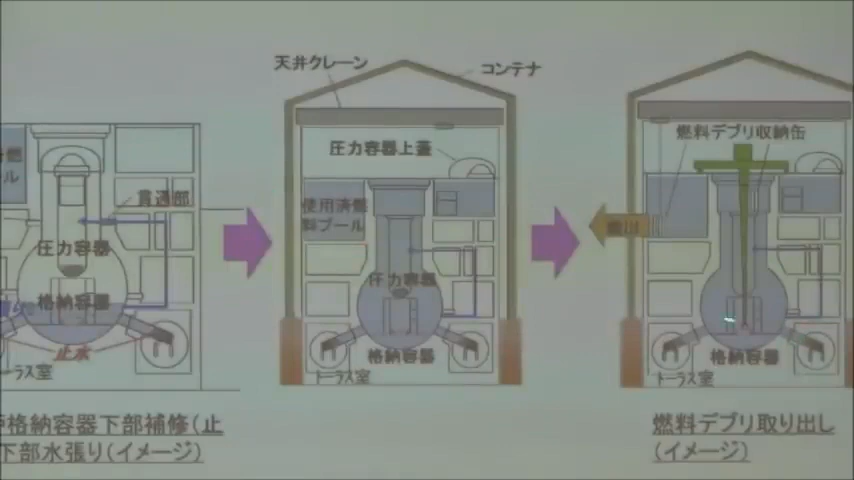 貫通部
圧力容器
格納容器
止水
トーラス室
格納容器下部補修(止
下部水張り(イメージ)
天井クレーン
コンテナ
圧力容器上蓋
使用済燃
料プール
圧力容器
格納容器
トーラス室
燃料デブリ収納缶
搬出
格納容器
トーラス室
燃料デブリ取り出し
(イメージ)